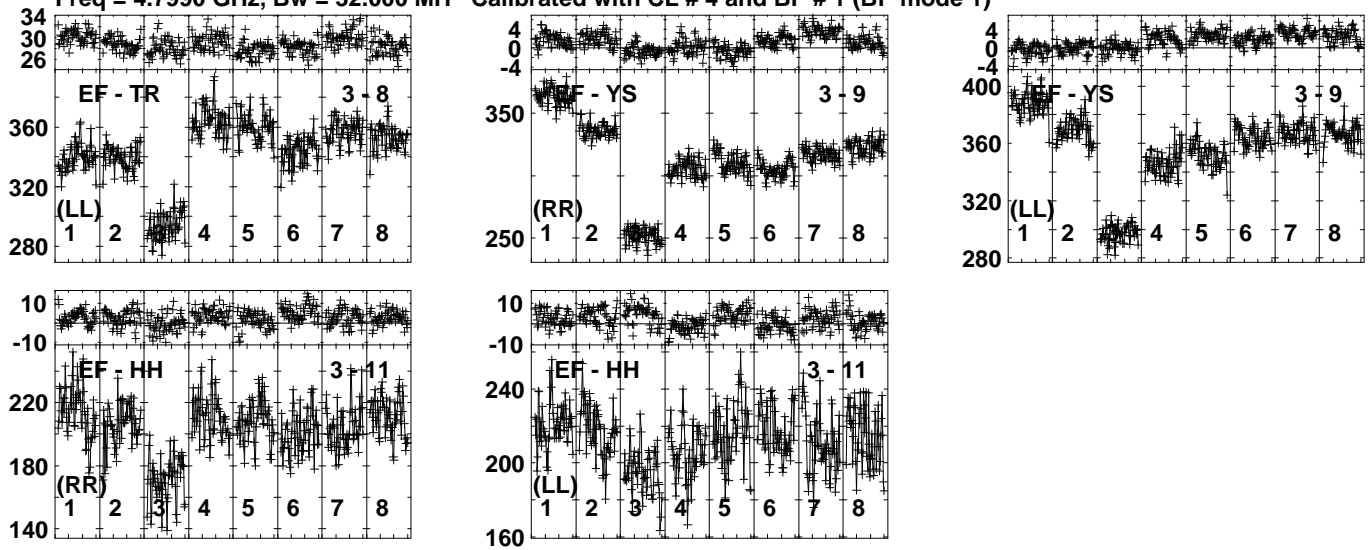 Freq = 4.7990 GHz, Bw = 32.000 MH Calibrated with CL # 4 and BP # 1 (BP mode 1)
34
30
26
EF - TR 3 - 8
360
320
280
(LL)
1 2 3 4 5 6 7 8
4
0
-4
EF - YS 3 - 9
350
250
(RR)
1 2 3 4 5 6 7 8
4
0
-4
EF - YS 3 - 9
400
360
320
280
(LL)
1 2 3 4 5 6 7 8
10
-10
EF - HH 3 - 11
220
180
140
(RR)
1 2 3 4 5 6 7 8
10
-10
EF - HH 3 - 11
240
200
160
(LL)
1 2 3 4 5 6 7 8